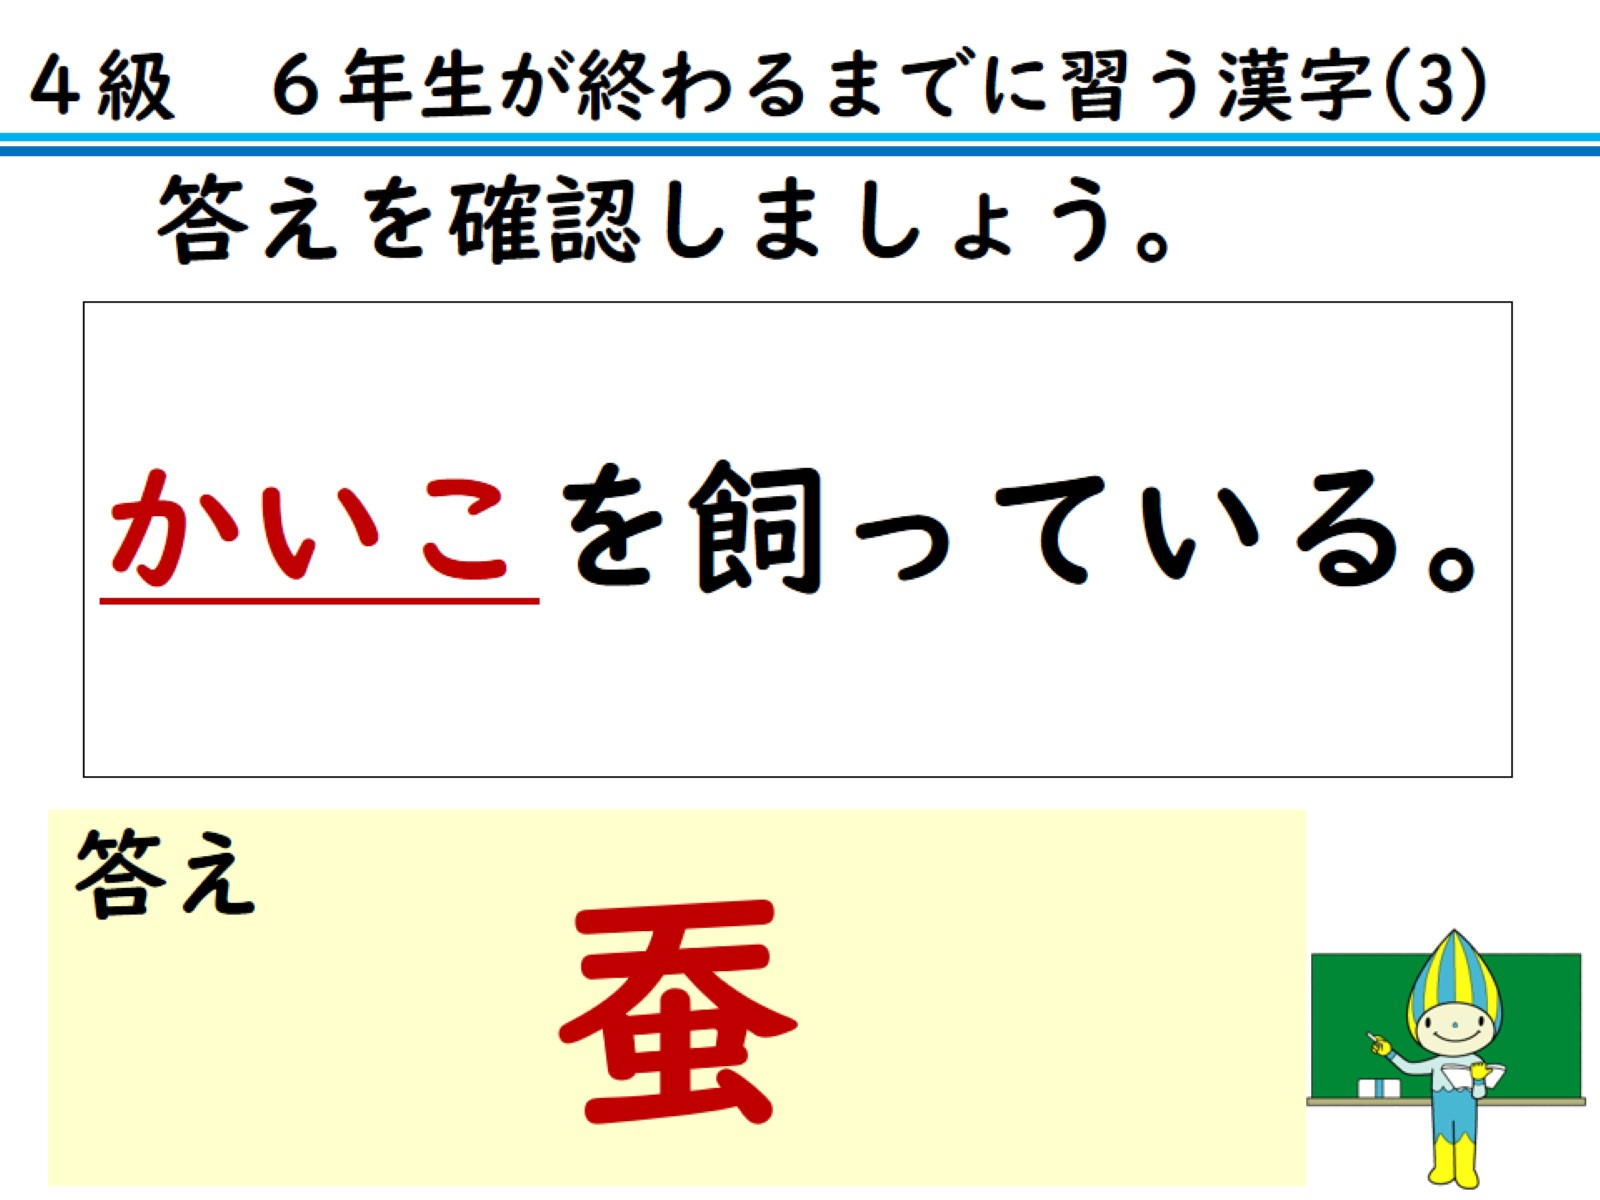 ４級　６年生が終わるまでに習う漢字(3)
答えを確認しましょう。
かいこを飼っている。
答え
蚕